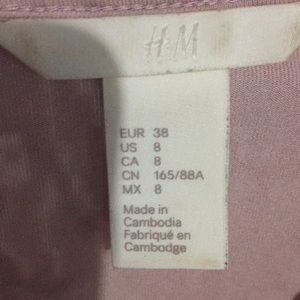 H&M
EUR 38
US 8
CA 8
CN 165/88A
MX 8
Made in
Cambodia
Fabriqué en
Cambodge